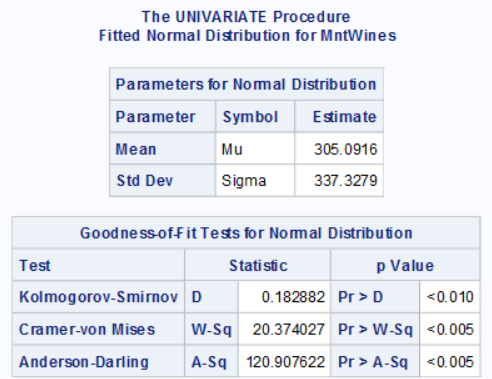 The UNIVARIATE Procedure
Fitted Normal Distribution for MntWines
Parameters for Normal Distribution
Parameter Symbol Estimate
Mean Mu 305.0916
Std Dev Sigma 337.3279
Goodness-of-Fit Tests for Normal Distribution
Test Statistic p Value
Kolmogorov-Smirnov D 0.182882 Pr > D <0.010
Cramer-von Mises W-Sq 20.374027 Pr > W-Sq <0.005
Anderson-Darling A-Sq 120.907622 Pr > A-Sq <0.005